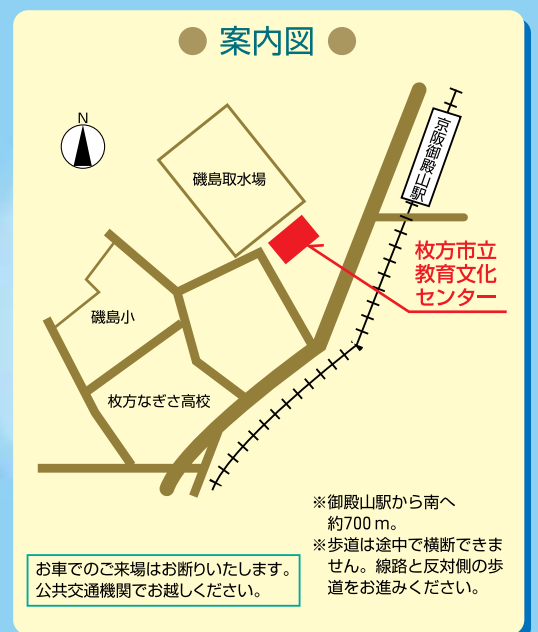 案内図
N
京阪御殿山駅
磯島取水場
枚方市立
教育文化
センター
磯島小
枚方なぎさ高校
※御殿山駅から南へ
約700ｍ。
※歩道は途中で横断できま
せん。線路と反対側の歩
道をお進みください。
お車でのご来場はお断りいたします。
公共交通機関でお越しください。